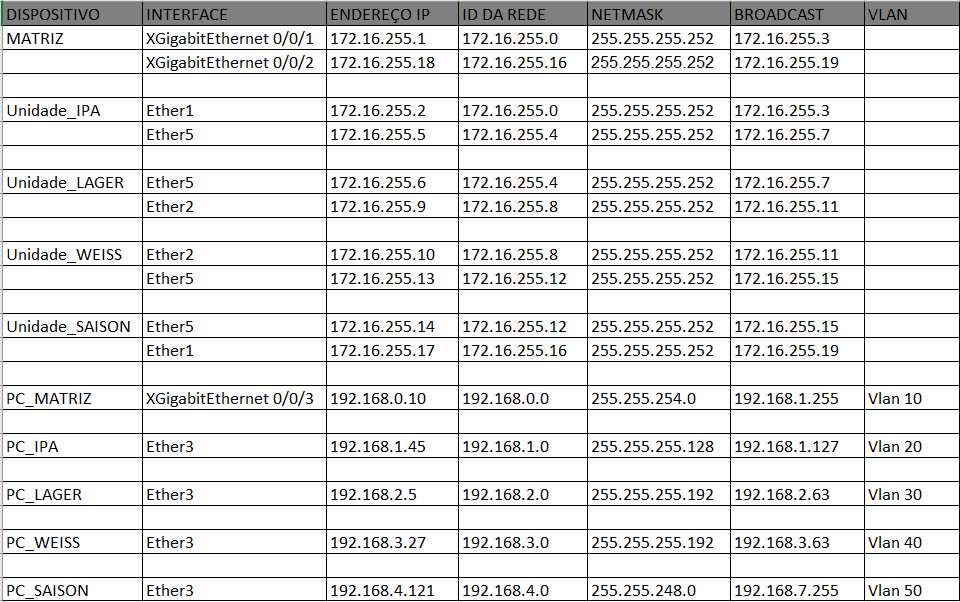 DISPOSITIVO INTERFACE ENDEREÇO IP ID DA REDE NETMASK BROADCAST VLAN
MATRIZ XGigabitEthernet 0/0/1 172.16.255.1 172.16.255.0 255.255.255.252 172.16.255.3
XGigabitEthernet 0/0/2 172.16.255.18 172.16.255.16 255.255.255.252 172.16.255.19
Unidade_IPA Ether1 172.16.255.2 172.16.255.0 255.255.255.252 172.16.255.3
Ether5 172.16.255.5 172.16.255.4 255.255.255.252 172.16.255.7
Unidade_LAGER Ether5 172.16.255.6 172.16.255.4 255.255.255.252 172.16.255.7
Ether2 172.16.255.9 172.16.255.8 255.255.255.252 172.16.255.11
Unidade_WEISS Ether2 172.16.255.10 172.16.255.8 255.255.255.252 172.16.255.11
Ether5 172.16.255.13 172.16.255.12 255.255.255.252 172.16.255.15
Unidade_SAISON Ether5 172.16.255.14 172.16.255.12 255.255.255.252 172.16.255.15
Ether1 172.16.255.17 172.16.255.16 255.255.255.252 172.16.255.19
PC_MATRIZ XGigabitEthernet 0/0/3 192.168.0.10 192.168.0.0 255.255.254.0 192.168.1.255 Vlan 10
PC_IPA Ether3 192.168.1.45 192.168.1.0 255.255.255.128 192.168.1.127 Vlan 20
PC_LAGER Ether3 192.168.2.5 192.168.2.0 255.255.255.192 192.168.2.63 Vlan 30
PC_WEISS Ether3 192.168.3.27 192.168.3.0 255.255.255.192 192.168.3.63 Vlan 40
PC_SAISON Ether3 192.168.4.121 192.168.4.0 255.255.248.0 192.168.7.255 Vlan 50